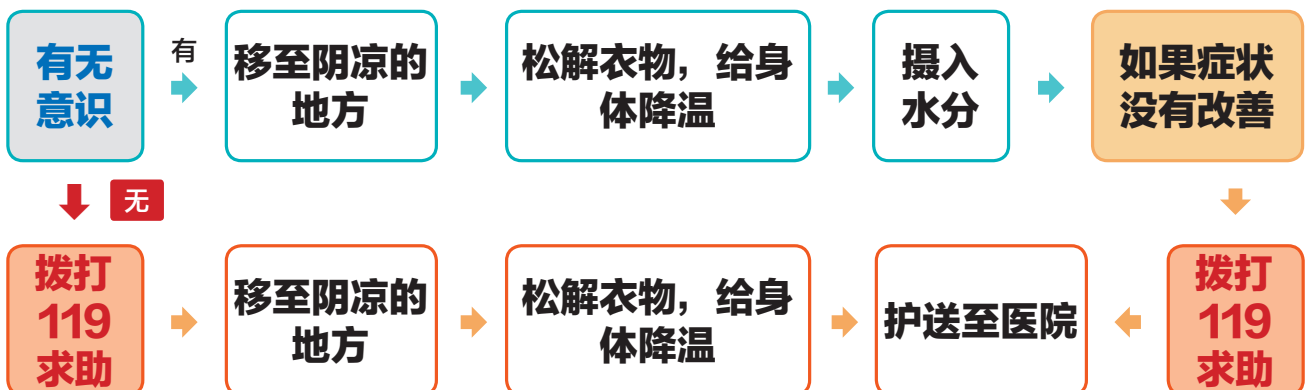 有无
意识
有
移至阴凉的
地方
松解衣物，给身
体降温
摄入
水分
如果症状
没有改善
无
拨打
119
求助
移至阴凉的
地方
松解衣物，给身
体降温
护送至医院
拨打
119
求助